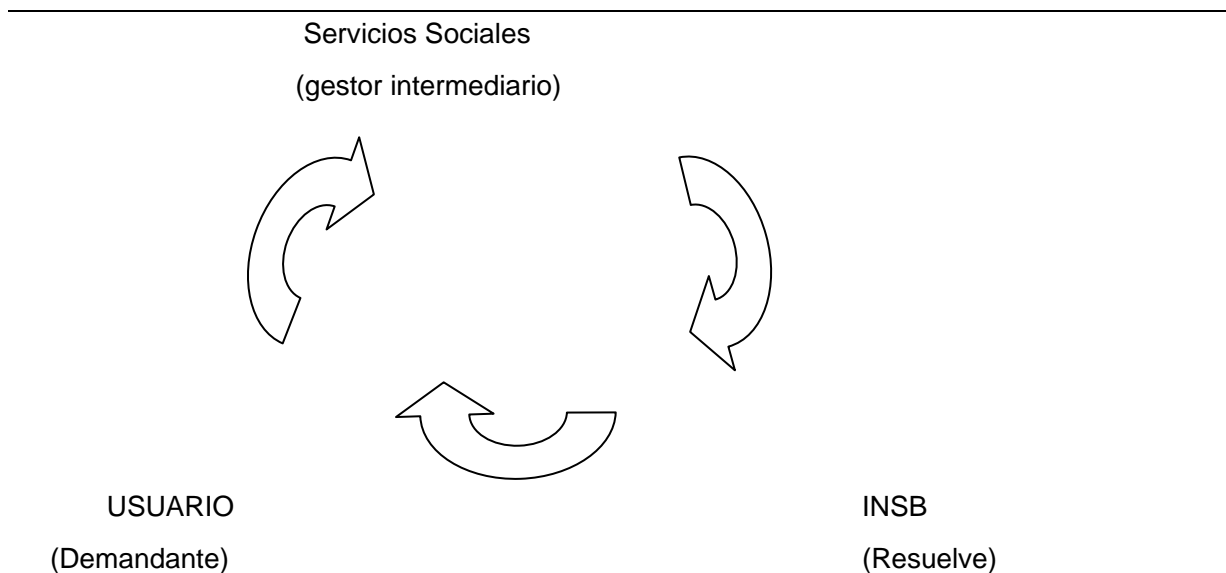 Servicios Sociales
(gestor intermediario)
USUARIO
INSB
(Demandante)
(Resuelve)